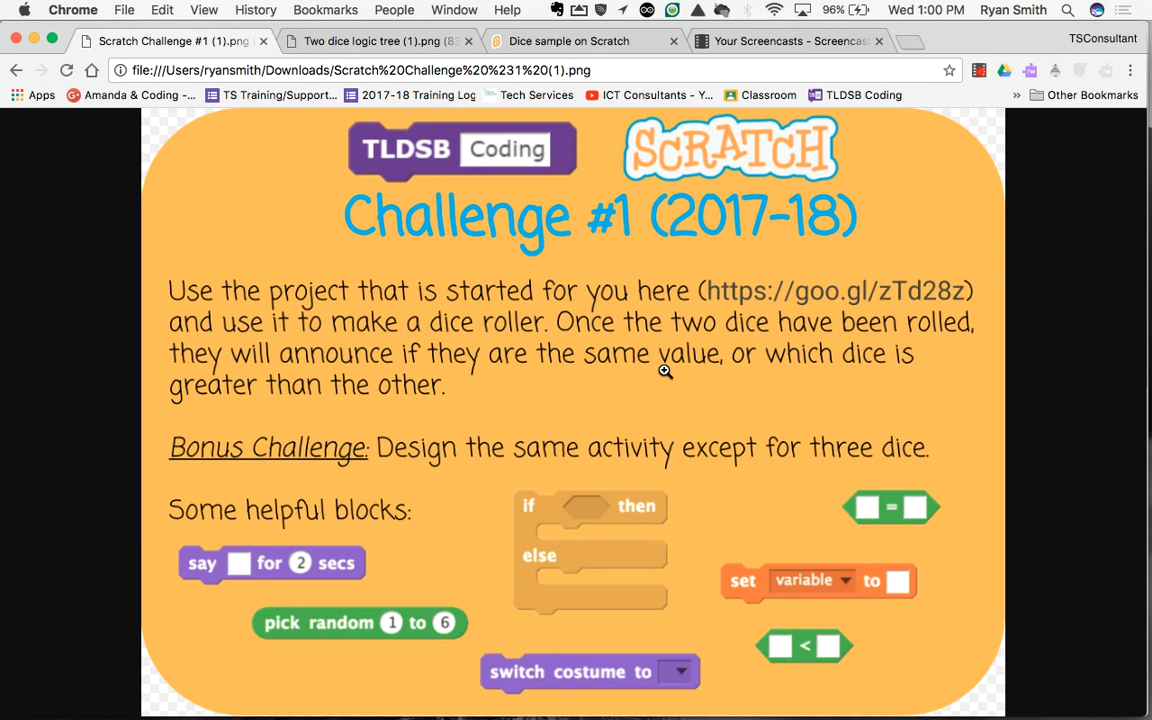 Chrome File Edit View History Bookmarks People Window Help 96% Wed 1:00 PM Ryan Smith
Scratch Challenge #1 (1).png Two dice logic tree (1).png (83 Dice sample on Scratch Your Screencasts - Screencast TSConsultant
file:///Users/ryansmith/Downloads/Scratch%20Challenge%20%231%20(1).png
Apps Amanda & Coding -... TS Training/Support... 2017-18 Training Log Tech Services ICT Consultants - Y... Classroom TLDSB Coding » Other Bookmarks
TLDSB Coding SCRATCH
Challenge #1 (2017-18)
Use the project that is started for you here (https://goo.gl/zTd28z)
and use it to make a dice roller. Once the two dice have been rolled,
they will announce if they are the same value, or which dice is
greater than the other.
Bonus Challenge: Design the same activity except for three dice.
Some helpful blocks:
if then
=
say for 2 secs
else
set variable to
pick random 1 to 6
<
switch costume to